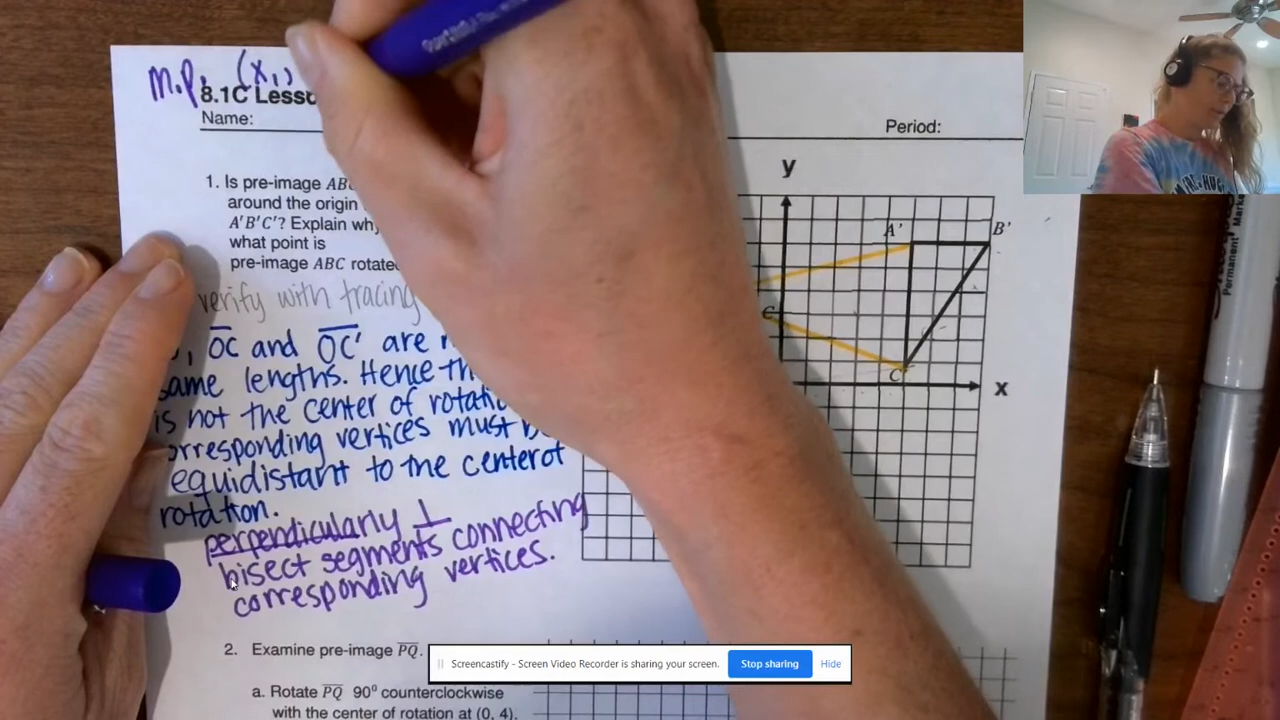 M.P. (x,
8.1C Lesso
Name:
Period:
1. Is pre-image AB
around the origin
A'B'C'? Explain why
what point is
pre-image ABC rotate
verify with tracing
, OC and OC' are
same lengths. Hence th
is not the center of rotatio
orresponding vertices must b
equidistant to the center of
rotation.
perpendicularly ⊥
bisect segments connecting
corresponding vertices.
2. Examine pre-image PQ.
a. Rotate PQ 90° counterclockwise
with the center of rotation at (0, 4).
y
A'
B'
C
C'
x
Screencastify - Screen Video Recorder is sharing your screen.
Stop sharing
Hide
Permanent Marke